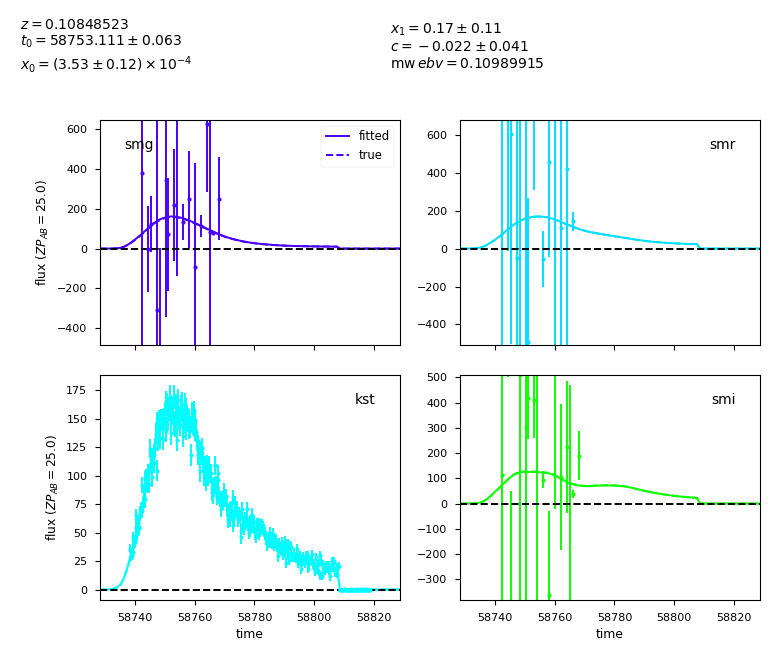 z = 0.10848523
t₀ = 58753.111 ± 0.063
x₀ = (3.53 ± 0.12) × 10⁻⁴
x₁ = 0.17 ± 0.11
c = −0.022 ± 0.041
mw ebv = 0.10989915
smg
fitted
true
600
400
200
0
−200
−400
flux (ZP_AB = 25.0)
smr
600
400
200
0
−200
−400
kst
175
150
125
100
75
50
25
0
flux (ZP_AB = 25.0)
58740 58760 58780 58800 58820
time
smi
500
400
300
200
100
0
−100
−200
−300
58740 58760 58780 58800 58820
time